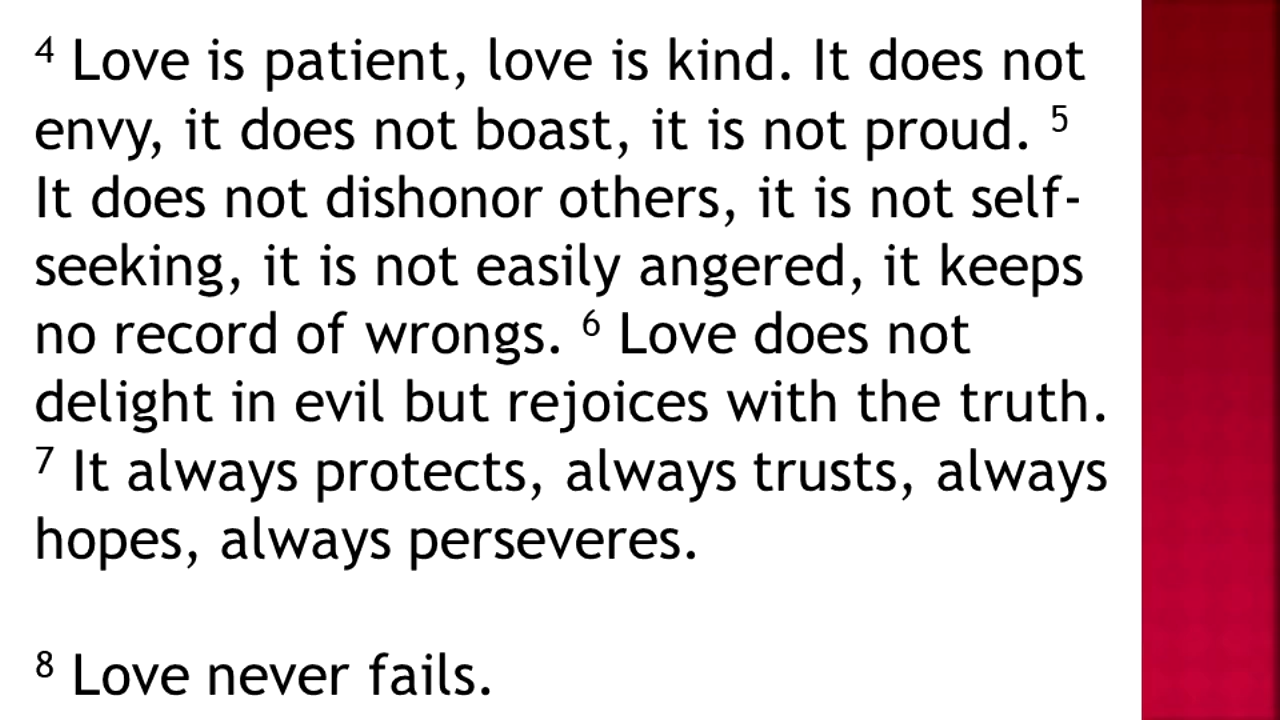 4 Love is patient, love is kind. It does not
envy, it does not boast, it is not proud. 5
It does not dishonor others, it is not self-
seeking, it is not easily angered, it keeps
no record of wrongs. 6 Love does not
delight in evil but rejoices with the truth.
7 It always protects, always trusts, always
hopes, always perseveres.
8 Love never fails.